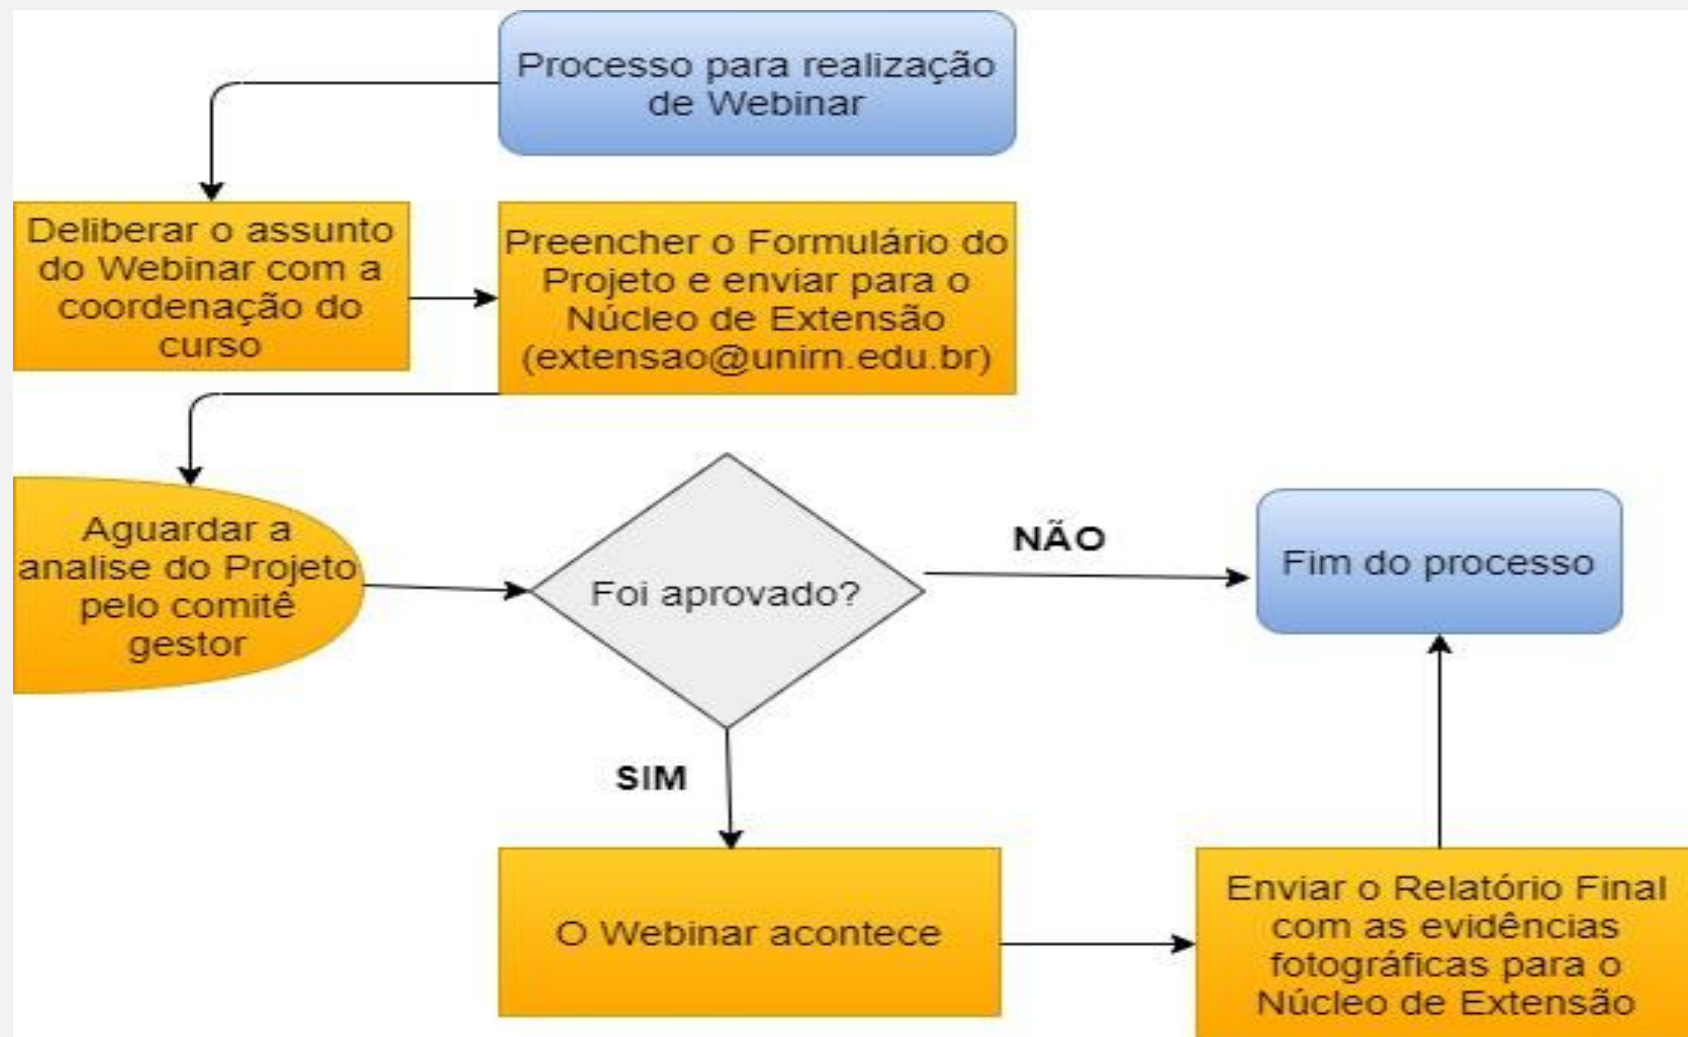 Processo para realização
de Webinar
Deliberar o assunto
do Webinar com a
coordenação do
curso
Preencher o Formulário do
Projeto e enviar para o
Núcleo de Extensão
(extensao@unirn.edu.br)
Aguardar a
analise do Projeto
pelo comitê
gestor
Foi aprovado?
NÃO
Fim do processo
SIM
O Webinar acontece
Enviar o Relatório Final
com as evidências
fotográficas para o
Núcleo de Extensão